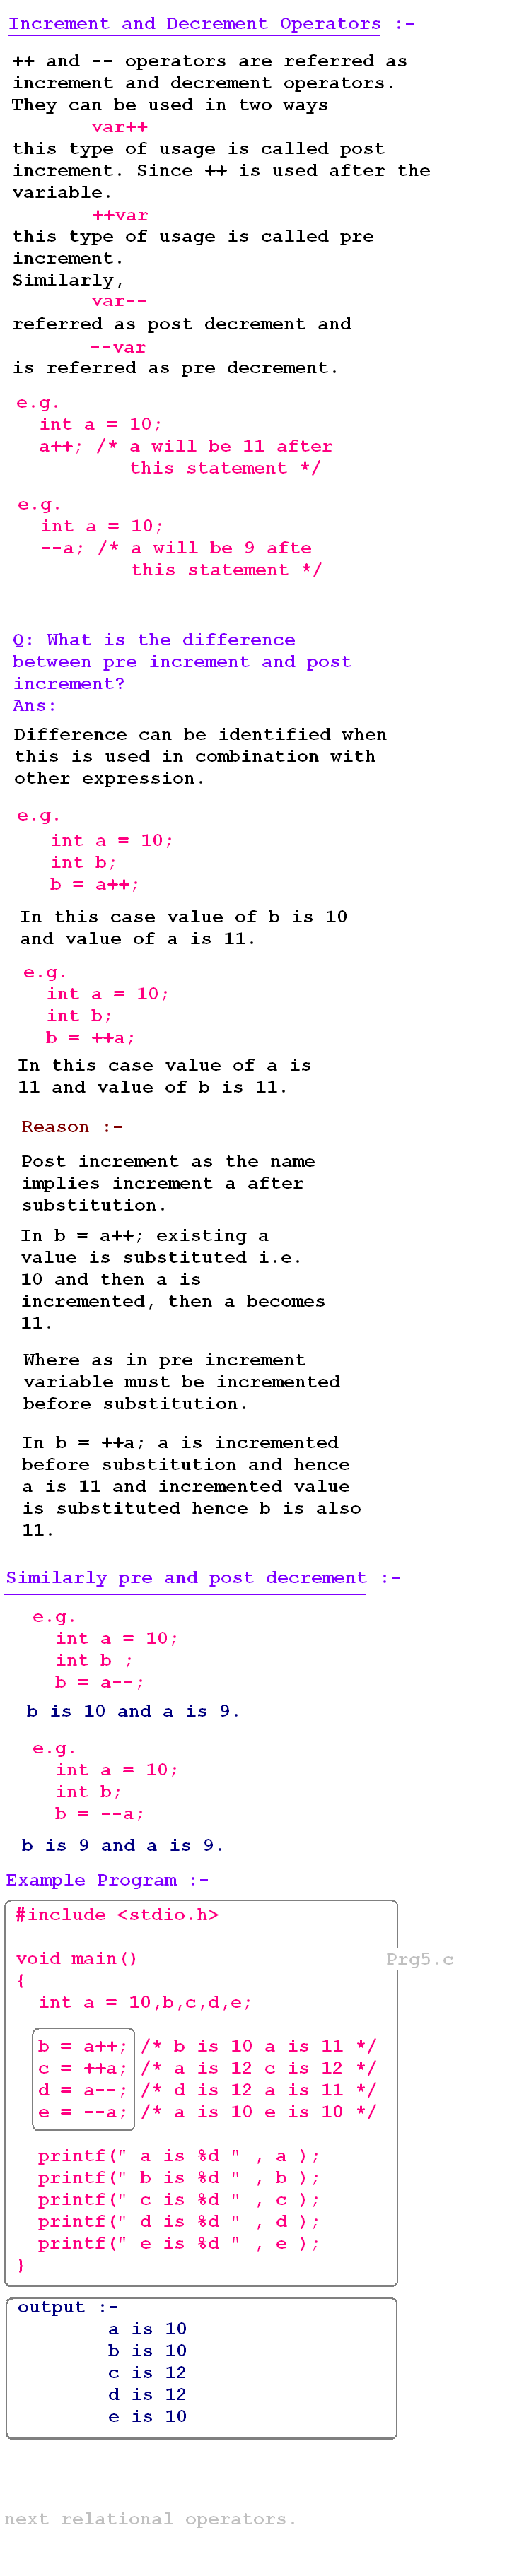 Increment and Decrement Operators :-
++ and -- operators are referred as
increment and decrement operators.
They can be used in two ways
var++
this type of usage is called post
increment. Since ++ is used after the
variable.
++var
this type of usage is called pre
increment.
Similarly,
var--
referred as post decrement and
--var
is referred as pre decrement.
e.g.
int a = 10;
a++; /* a will be 11 after
this statement */
e.g.
int a = 10;
--a; /* a will be 9 afte
this statement */
Q: What is the difference
between pre increment and post
increment?
Ans:
Difference can be identified when
this is used in combination with
other expression.
e.g.
int a = 10;
int b;
b = a++;
In this case value of b is 10
and value of a is 11.
e.g.
int a = 10;
int b;
b = ++a;
In this case value of a is
11 and value of b is 11.
Reason :-
Post increment as the name
implies increment a after
substitution.
In b = a++; existing a
value is substituted i.e.
10 and then a is
incremented, then a becomes
11.
Where as in pre increment
variable must be incremented
before substitution.
In b = ++a; a is incremented
before substitution and hence
a is 11 and incremented value
is substituted hence b is also
11.
Similarly pre and post decrement :-
e.g.
int a = 10;
int b ;
b = a--;
b is 10 and a is 9.
e.g.
int a = 10;
int b;
b = --a;
b is 9 and a is 9.
Example Program :-
#include <stdio.h>
void main()
Prg5.c
{
int a = 10,b,c,d,e;
b = a++; /* b is 10 a is 11 */
c = ++a; /* a is 12 c is 12 */
d = a--; /* d is 12 a is 11 */
e = --a; /* a is 10 e is 10 */
printf(" a is %d " , a );
printf(" b is %d " , b );
printf(" c is %d " , c );
printf(" d is %d " , d );
printf(" e is %d " , e );
}
output :-
a is 10
b is 10
c is 12
d is 12
e is 10
next relational operators.